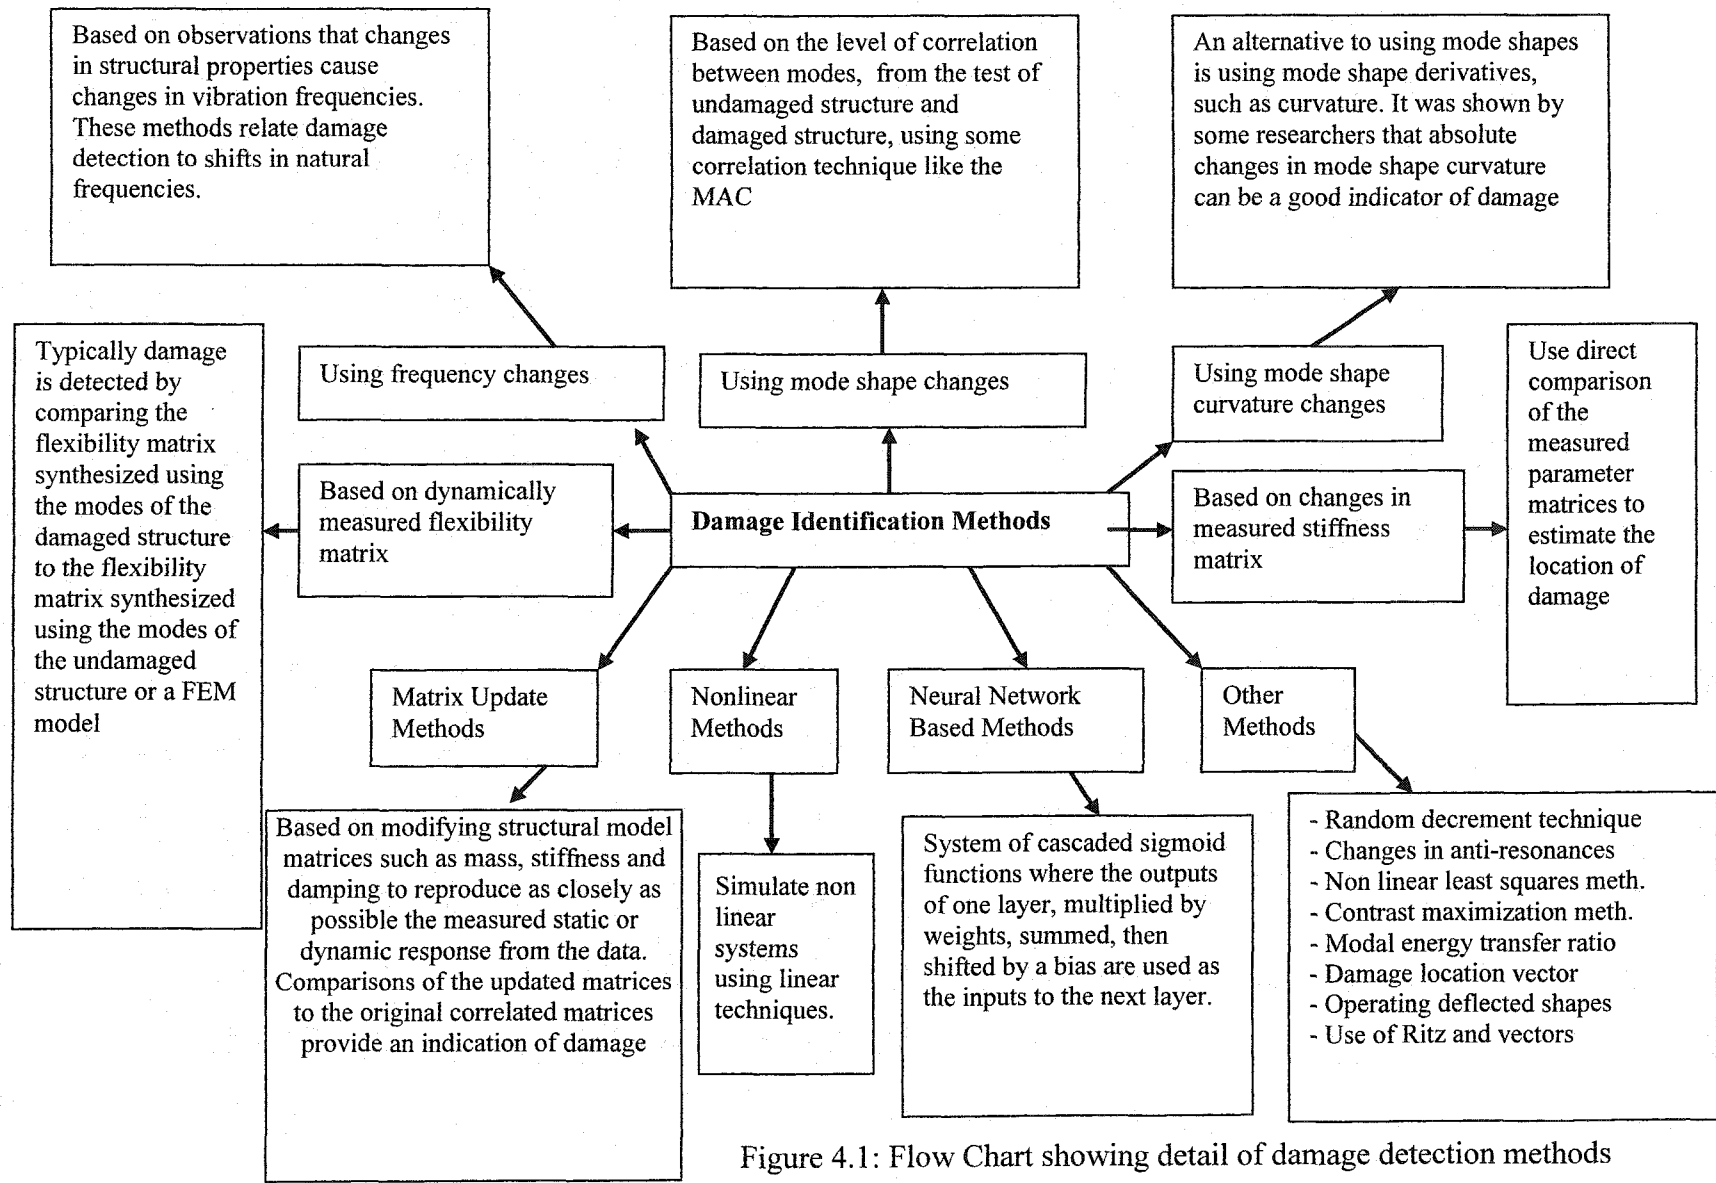 Based on observations that changes
in structural properties cause
changes in vibration frequencies.
These methods relate damage
detection to shifts in natural
frequencies.
Based on the level of correlation
between modes, from the test of
undamaged structure and
damaged structure, using some
correlation technique like the
MAC
An alternative to using mode shapes
is using mode shape derivatives,
such as curvature. It was shown by
some researchers that absolute
changes in mode shape curvature
can be a good indicator of damage
Typically damage
is detected by
comparing the
flexibility matrix
synthesized using
the modes of the
damaged structure
to the flexibility
matrix synthesized
using the modes of
the undamaged
structure or a FEM
model
Using frequency changes
Using mode shape changes
Using mode shape
curvature changes
Use direct
comparison
of the
measured
parameter
matrices to
estimate the
location of
damage
Based on dynamically
measured flexibility
matrix
Damage Identification Methods
Based on changes in
measured stiffness
matrix
Matrix Update
Methods
Nonlinear
Methods
Neural Network
Based Methods
Other
Methods
Based on modifying structural model
matrices such as mass, stiffness and
damping to reproduce as closely as
possible the measured static or
dynamic response from the data.
Comparisons of the updated matrices
to the original correlated matrices
provide an indication of damage
Simulate non
linear
systems
using linear
techniques.
System of cascaded sigmoid
functions where the outputs
of one layer, multiplied by
weights, summed, then
shifted by a bias are used as
the inputs to the next layer.
- Random decrement technique
- Changes in anti-resonances
- Non linear least squares meth.
- Contrast maximization meth.
- Modal energy transfer ratio
- Damage location vector
- Operating deflected shapes
- Use of Ritz and vectors
Figure 4.1: Flow Chart showing detail of damage detection methods